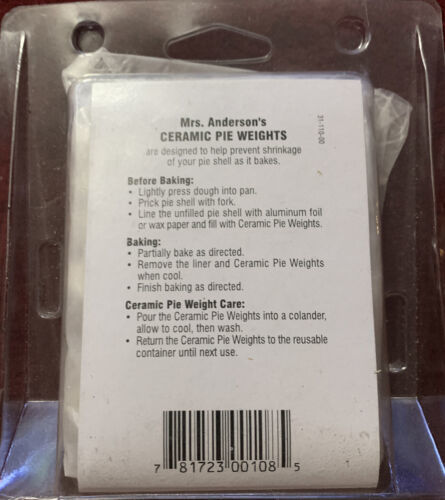 Mrs. Anderson's
CERAMIC PIE WEIGHTS
are designed to help prevent shrinkage
of your pie shell as it bakes.
31-110-00
Before Baking:
• Lightly press dough into pan.
• Prick pie shell with fork.
• Line the unfilled pie shell with aluminum foil
or wax paper and fill with Ceramic Pie Weights.
Baking:
• Partially bake as directed.
• Remove the liner and Ceramic Pie Weights
when cool.
• Finish baking as directed.
Ceramic Pie Weight Care:
• Pour the Ceramic Pie Weights into a colander,
allow to cool, then wash.
• Return the Ceramic Pie Weights to the reusable
container until next use.
7 81723 00108 5